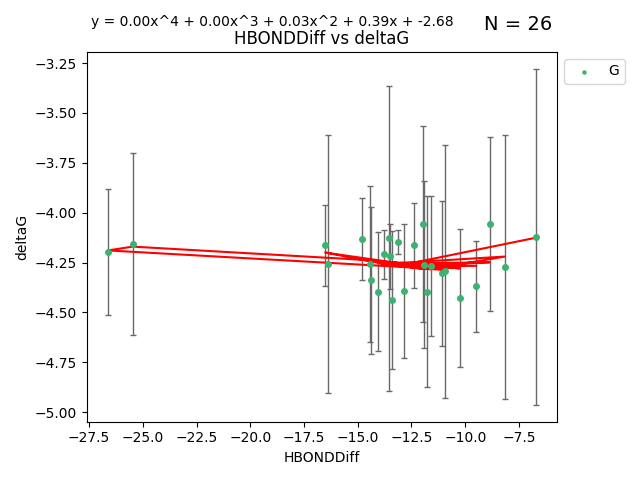 y = 0.00x^4 + 0.00x^3 + 0.03x^2 + 0.39x + -2.68
N = 26
HBONDDiff vs deltaG
G
−3.25
−3.50
−3.75
−4.00
−4.25
−4.50
−4.75
−5.00
deltaG
−27.5 −25.0 −22.5 −20.0 −17.5 −15.0 −12.5 −10.0 −7.5
HBONDDiff